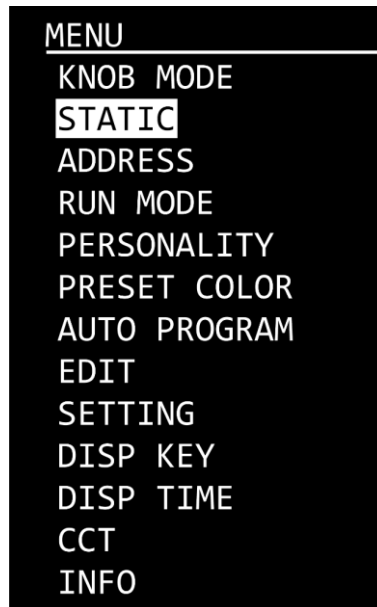 MENU
KNOB MODE
STATIC
ADDRESS
RUN MODE
PERSONALITY
PRESET COLOR
AUTO PROGRAM
EDIT
SETTING
DISP KEY
DISP TIME
CCT
INFO